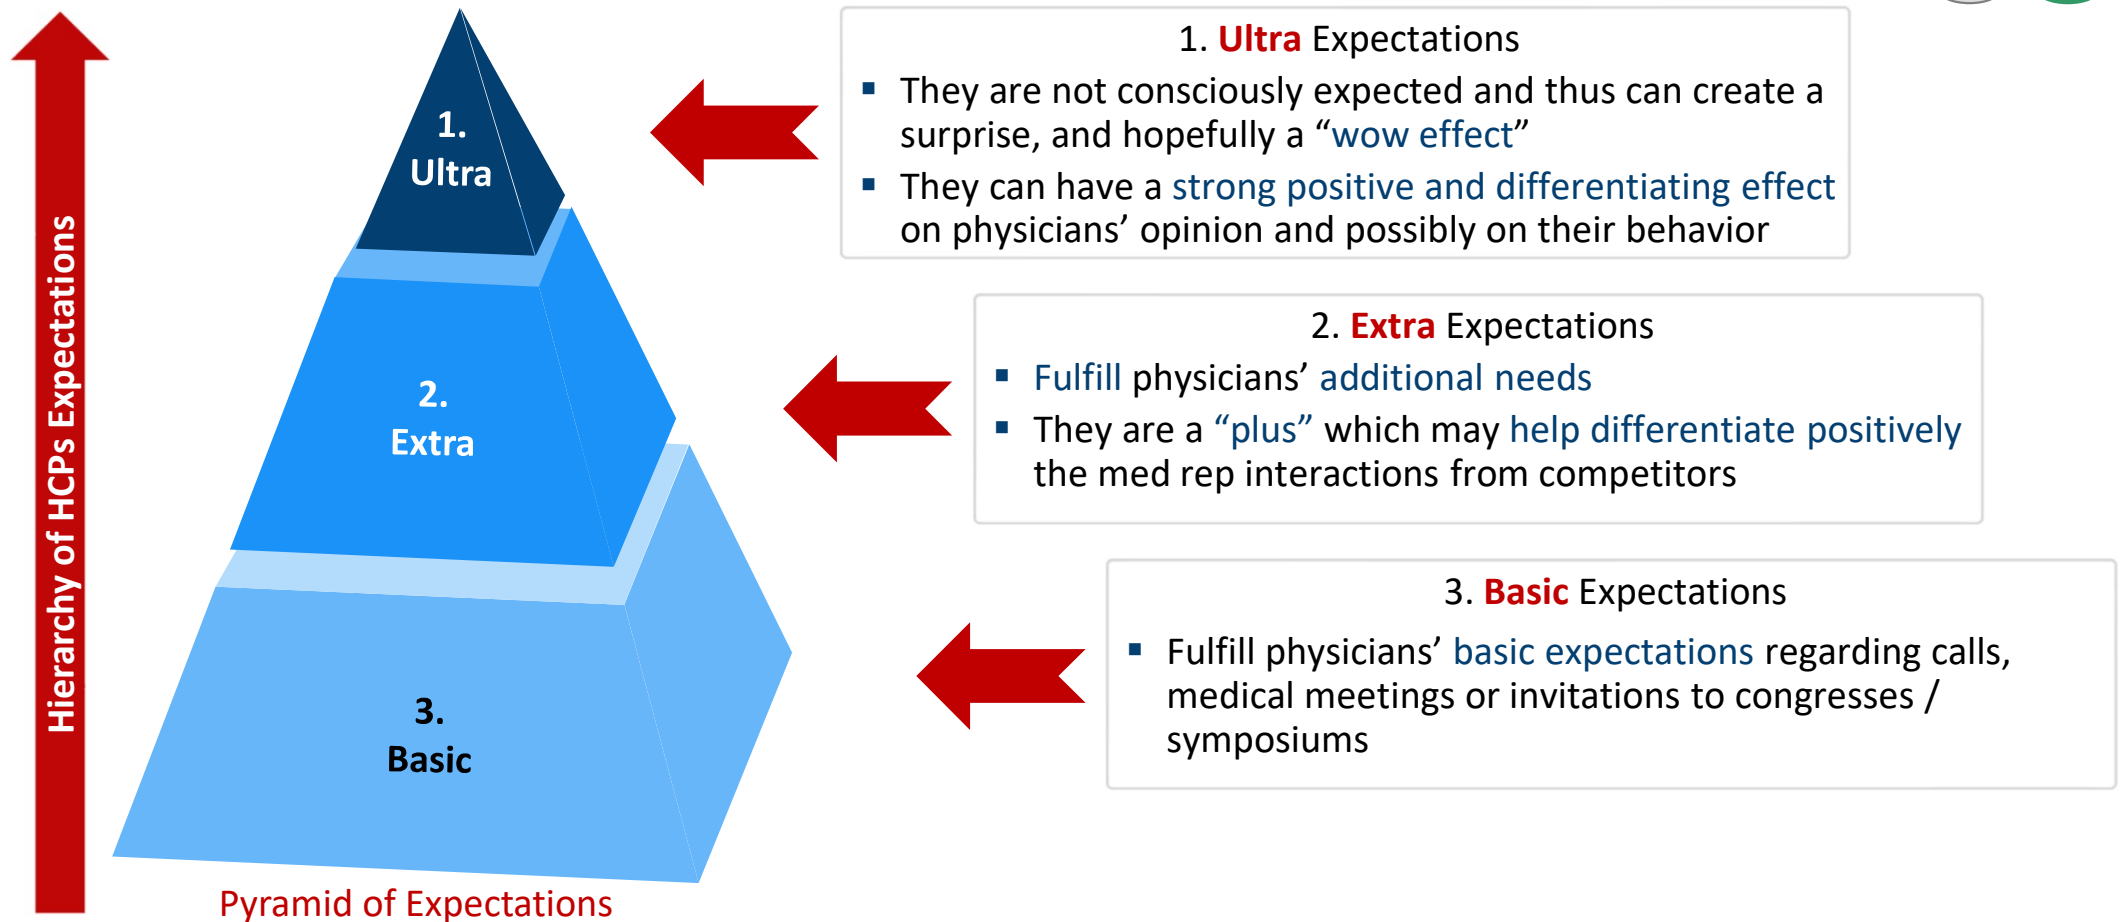 Hierarchy of HCPs Expectations
1.
Ultra
2.
Extra
3.
Basic
Pyramid of Expectations
1. Ultra Expectations
▪ They are not consciously expected and thus can create a
surprise, and hopefully a “wow effect”
▪ They can have a strong positive and differentiating effect
on physicians’ opinion and possibly on their behavior
2. Extra Expectations
▪ Fulfill physicians’ additional needs
▪ They are a “plus” which may help differentiate positively
the med rep interactions from competitors
3. Basic Expectations
▪ Fulfill physicians’ basic expectations regarding calls,
medical meetings or invitations to congresses /
symposiums